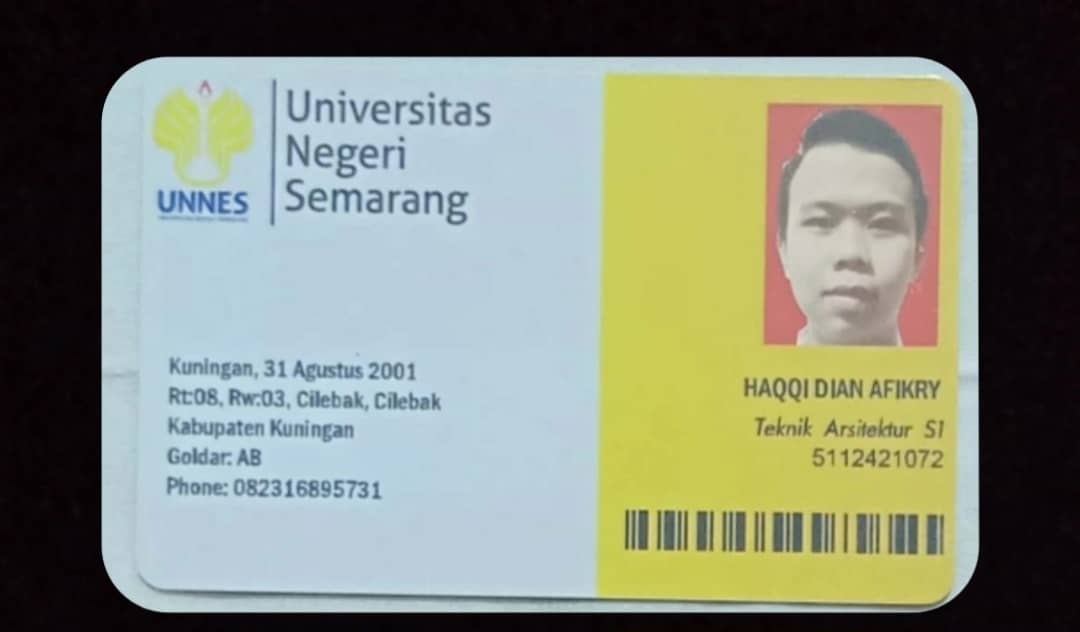 UNNES
Universitas
Negeri
Semarang
Kuningan, 31 Agustus 2001
Rt:08, Rw:03, Cilebak, Cilebak
Kabupaten Kuningan
Goldar: AB
Phone: 082316895731
HAQQI DIAN AFIKRY
Teknik Arsitektur S1
5112421072